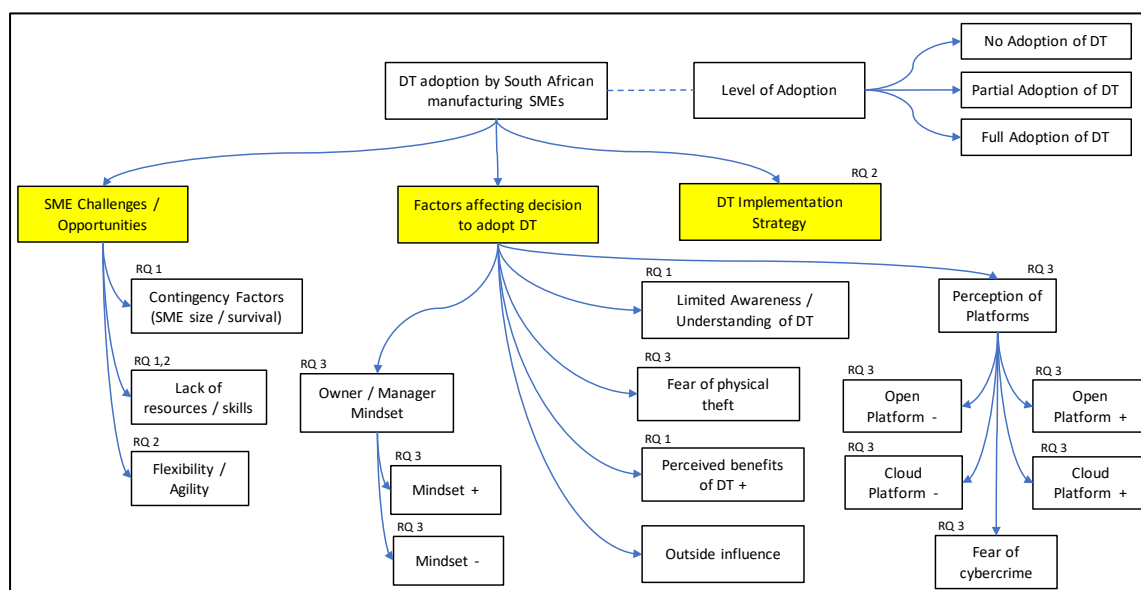 No Adoption of DT
DT adoption by South African
manufacturing SMEs
Level of Adoption
Partial Adoption of DT
Full Adoption of DT
RQ 2
SME Challenges /
Opportunities
Factors affecting decision
to adopt DT
DT Implementation
Strategy
RQ 1
Contingency Factors
(SME size / survival)
RQ 1
Limited Awareness /
Understanding of DT
RQ 3
Perception of
Platforms
RQ 1,2
Lack of
resources / skills
RQ 3
Owner / Manager
Mindset
RQ 3
Fear of physical
theft
RQ 3
Open
Platform -
RQ 3
Open
Platform +
RQ 2
Flexibility /
Agility
RQ 3
Mindset +
RQ 1
Perceived benefits
of DT +
RQ 3
Cloud
Platform -
RQ 3
Cloud
Platform +
RQ 3
Mindset -
Outside influence
RQ 3
Fear of
cybercrime